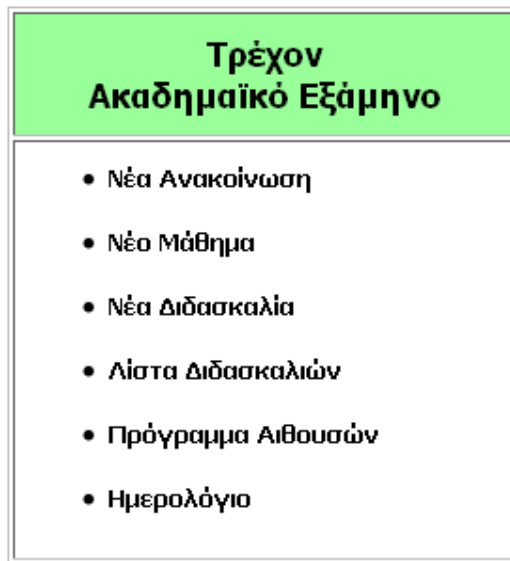 Τρέχον
Ακαδημαϊκό Εξάμηνο
• Νέα Ανακοίνωση
• Νέο Μάθημα
• Νέα Διδασκαλία
• Λίστα Διδασκαλιών
• Πρόγραμμα Αιθουσών
• Ημερολόγιο